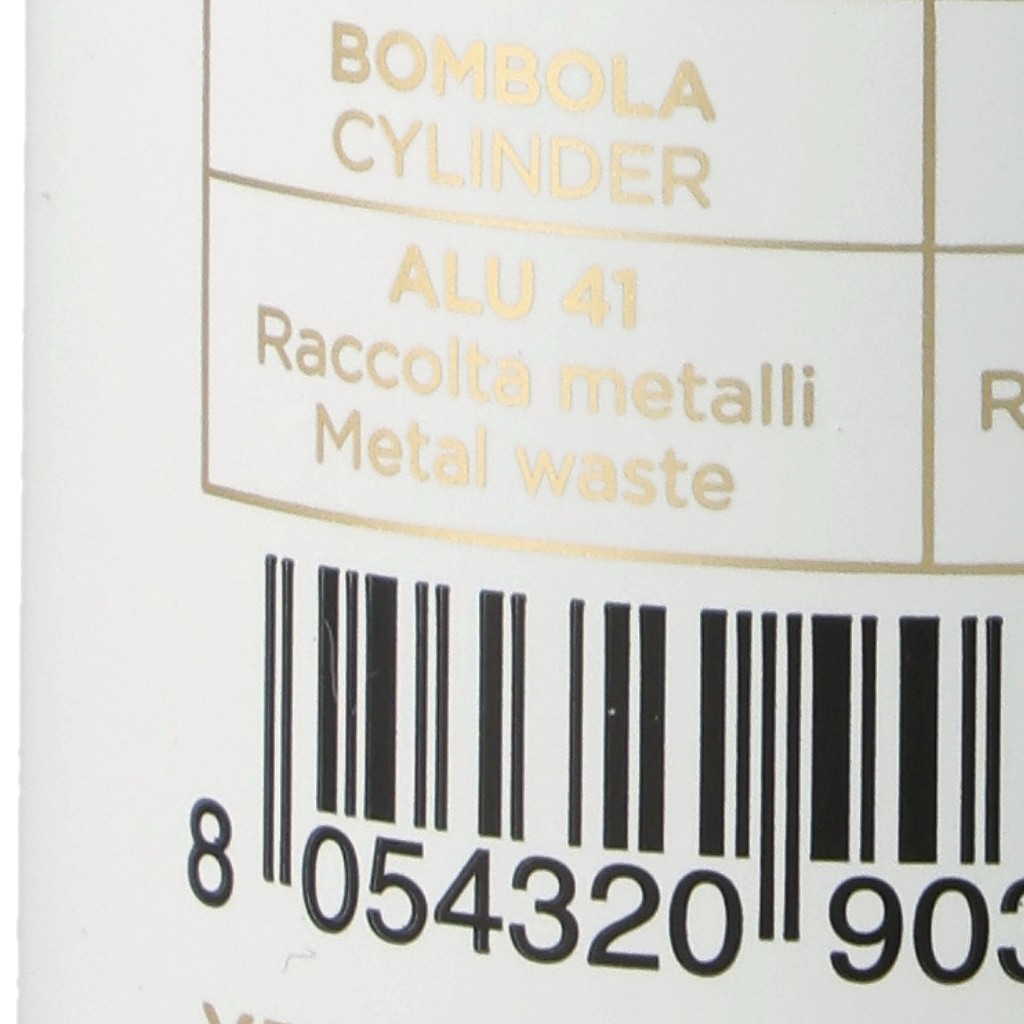 BOMBOLA
CYLINDER
ALU 41
Raccolta metalli
Metal waste
R
8 054320 903